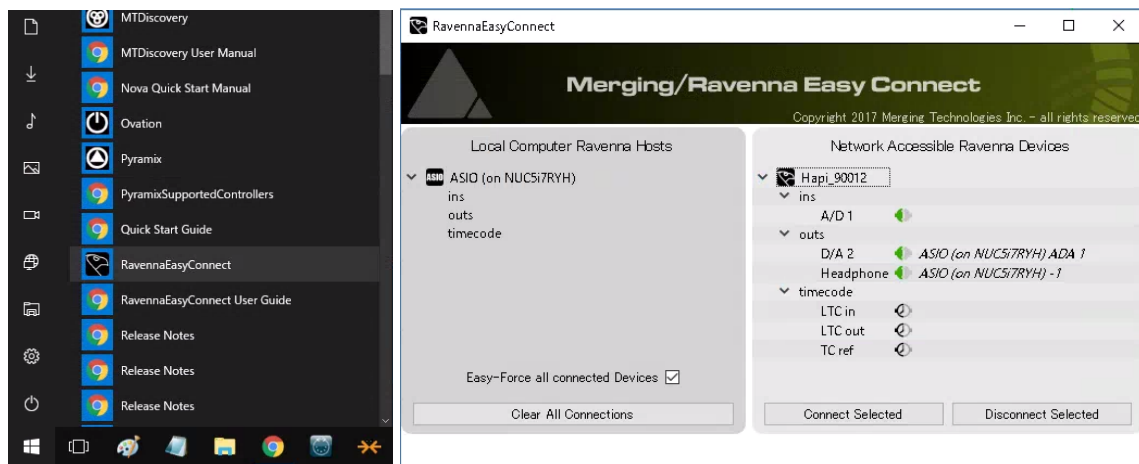 MTDiscovery
MTDiscovery User Manual
Nova Quick Start Manual
Ovation
Pyramix
PyramixSupportedControllers
Quick Start Guide
RavennaEasyConnect
RavennaEasyConnect User Guide
Release Notes
Release Notes
Release Notes
RavennaEasyConnect
Merging/Ravenna Easy Connect
Copyright 2017 Merging Technologies Inc. - all rights reserved
Local Computer Ravenna Hosts
ASIO ASIO (on NUC5i7RYH)
ins
outs
timecode
Easy-Force all connected Devices
Clear All Connections
Network Accessible Ravenna Devices
Hapi_90012
ins
A/D 1
outs
D/A 2 ASIO (on NUC5i7RYH) ADA 1
Headphone ASIO (on NUC5i7RYH) -1
timecode
LTC in
LTC out
TC ref
Connect Selected
Disconnect Selected